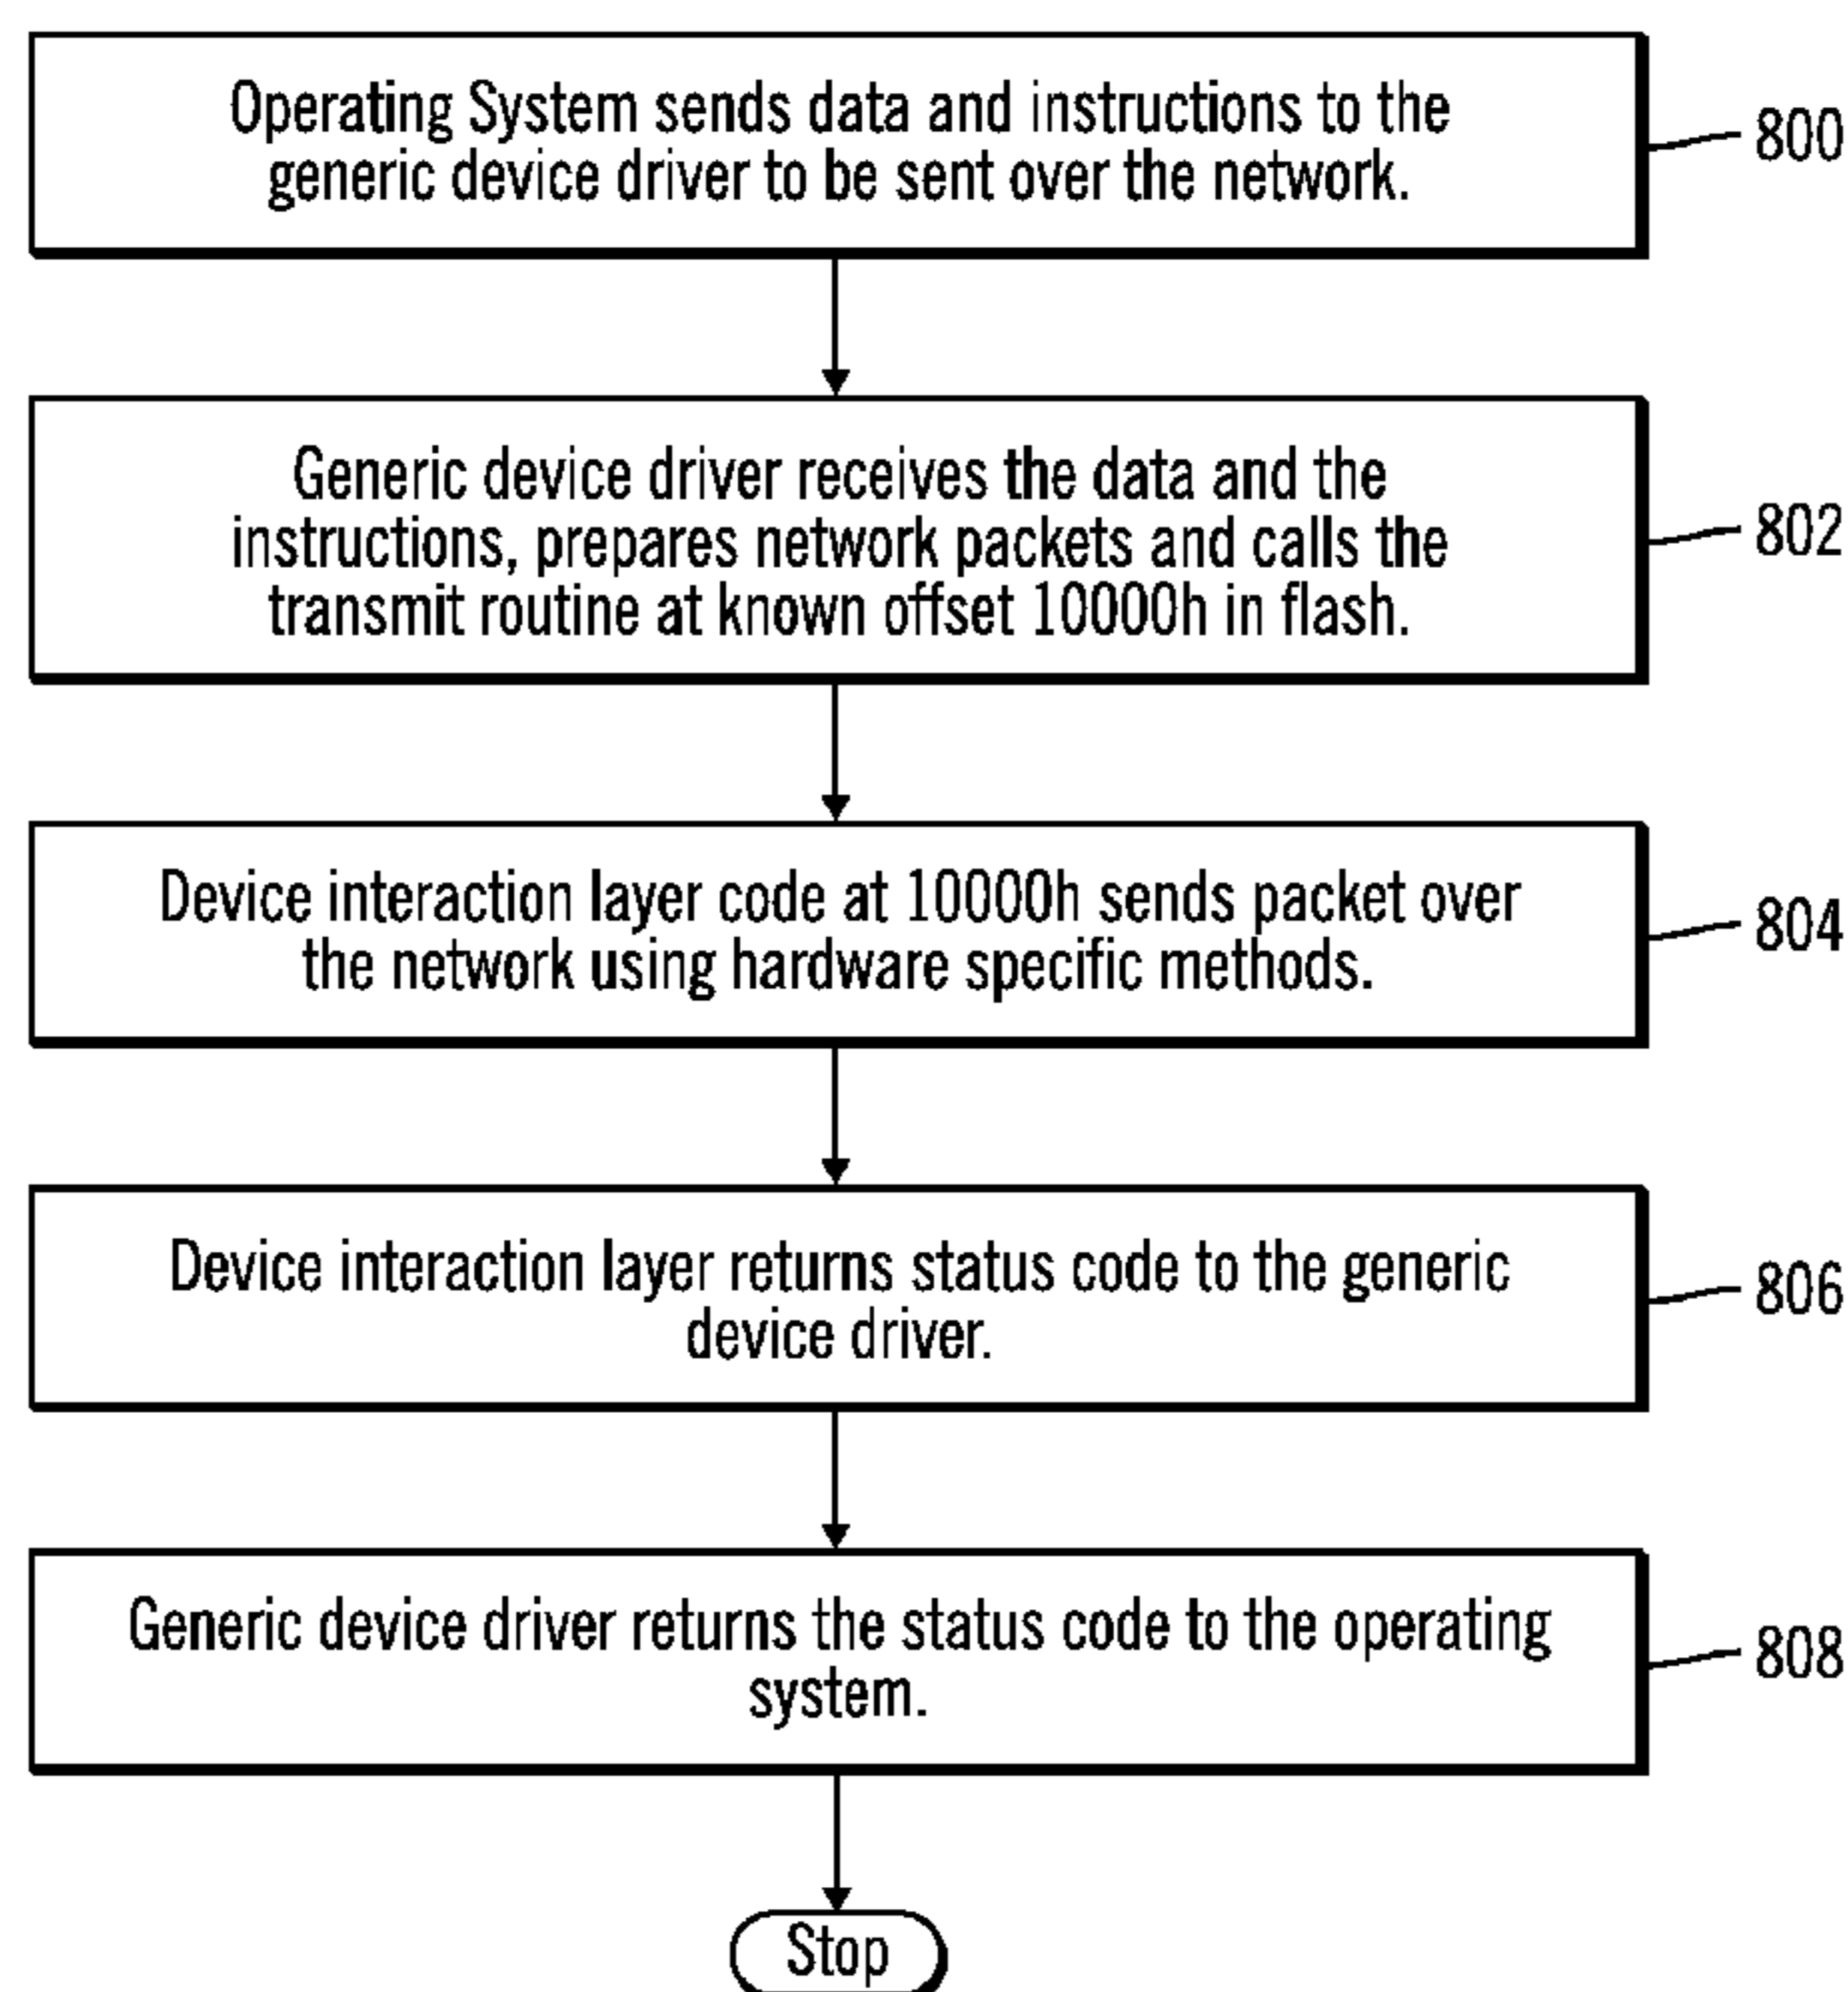 Operating System sends data and instructions to the
generic device driver to be sent over the network.
800
Generic device driver receives the data and the
instructions, prepares network packets and calls the
transmit routine at known offset 10000h in flash.
802
Device interaction layer code at 10000h sends packet over
the network using hardware specific methods.
804
Device interaction layer returns status code to the generic
device driver.
806
Generic device driver returns the status code to the operating
system.
808
Stop